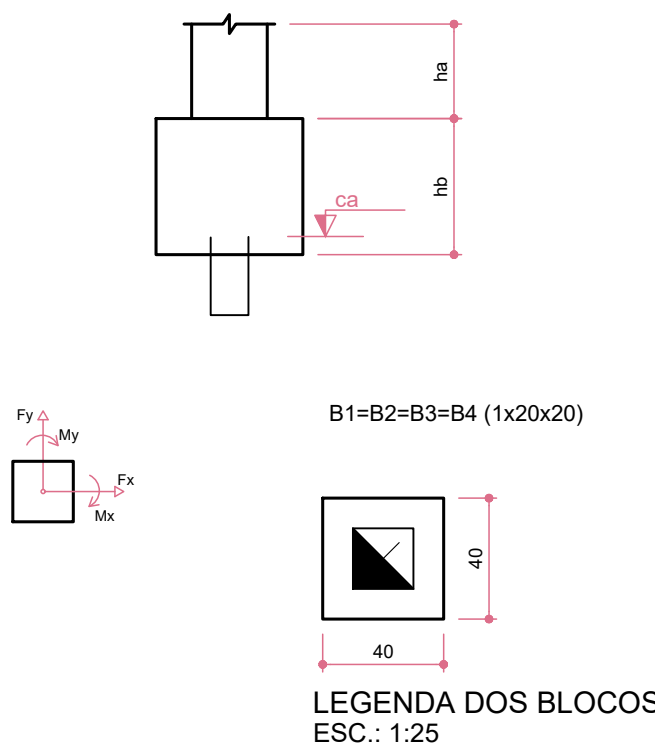 ha
hb
ca
Fy
My
Fx
Mx
B1=B2=B3=B4 (1x20x20)
40
40
LEGENDA DOS BLOCOS
ESC.: 1:25